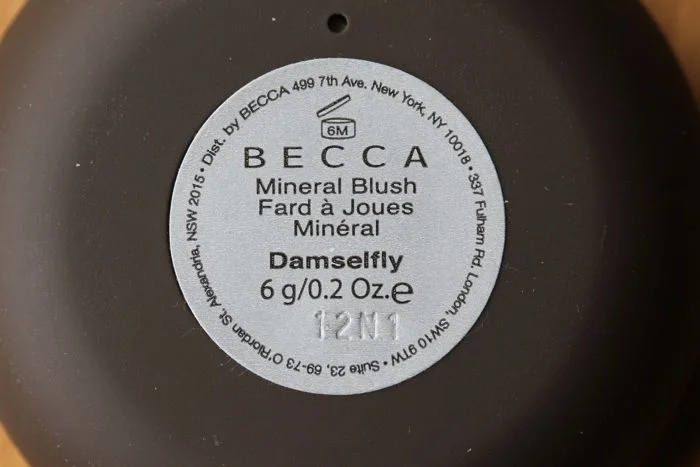 Dist. by BECCA 499 7th Ave. New York, NY 10018 • 337 Fulham Rd. London, SW10 9TW • Suite 23, 69-73 O'Riordan St. Alexandria, NSW 2015 •
6M
BECCA
Mineral Blush
Fard à Joues
Minéral
Damselfly
6 g/0.2 Oz.e
12N1